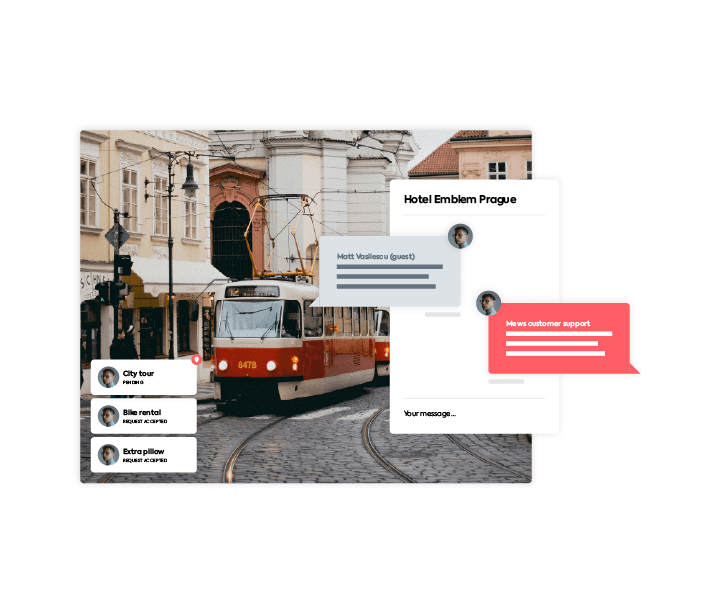 Hotel Emblem Prague
Matt Vasilescu (guest)
Mews customer support
8478
City tour
PENDING
Bike rental
REQUEST ACCEPTED
Extra pillow
REQUEST ACCEPTED
Your message...